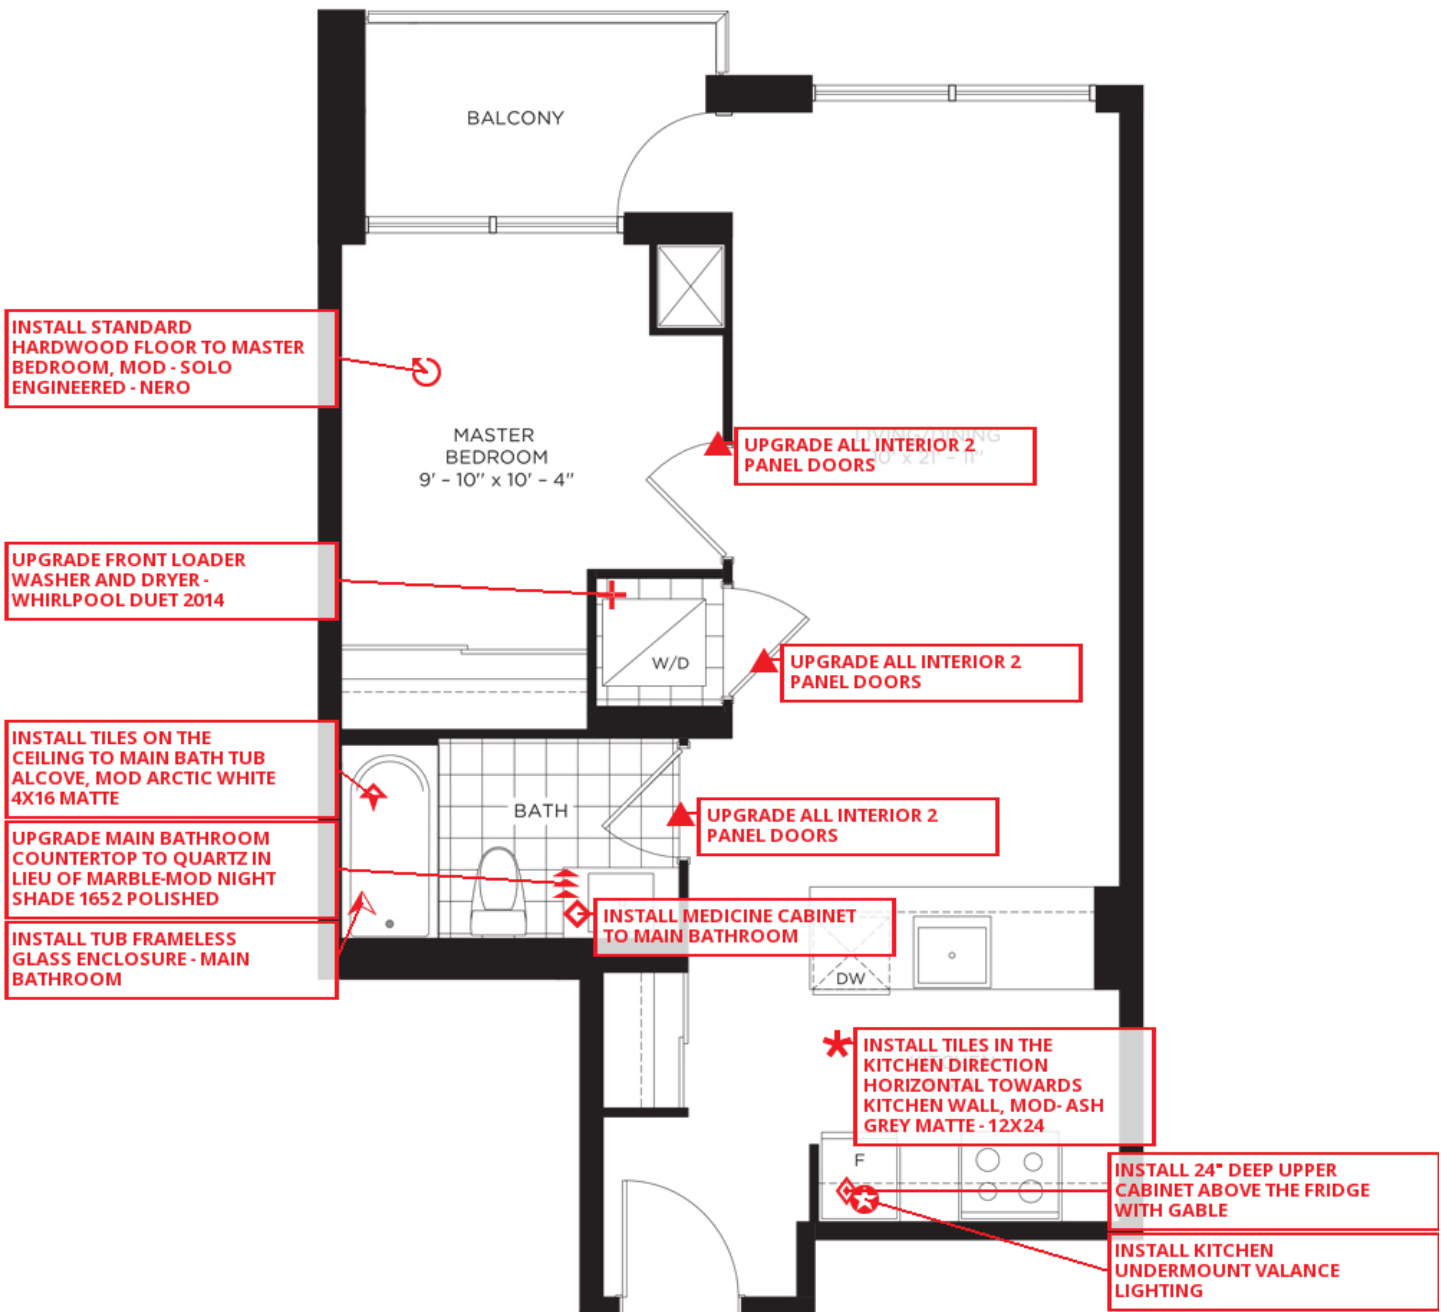 BALCONY
INSTALL STANDARD
HARDWOOD FLOOR TO MASTER
BEDROOM, MOD - SOLO
ENGINEERED - NERO
MASTER
BEDROOM
9' - 10" x 10' - 4"
LIVING/DINING
10' x 21' - 11"
UPGRADE ALL INTERIOR 2
PANEL DOORS
UPGRADE FRONT LOADER
WASHER AND DRYER -
WHIRLPOOL DUET 2014
W/D
UPGRADE ALL INTERIOR 2
PANEL DOORS
INSTALL TILES ON THE
CEILING TO MAIN BATH TUB
ALCOVE, MOD ARCTIC WHITE
4X16 MATTE
BATH
UPGRADE ALL INTERIOR 2
PANEL DOORS
UPGRADE MAIN BATHROOM
COUNTERTOP TO QUARTZ IN
LIEU OF MARBLE-MOD NIGHT
SHADE 1652 POLISHED
INSTALL MEDICINE CABINET
TO MAIN BATHROOM
INSTALL TUB FRAMELESS
GLASS ENCLOSURE - MAIN
BATHROOM
DW
INSTALL TILES IN THE
KITCHEN DIRECTION
HORIZONTAL TOWARDS
KITCHEN WALL, MOD- ASH
GREY MATTE - 12X24
F
INSTALL 24" DEEP UPPER
CABINET ABOVE THE FRIDGE
WITH GABLE
INSTALL KITCHEN
UNDERMOUNT VALANCE
LIGHTING